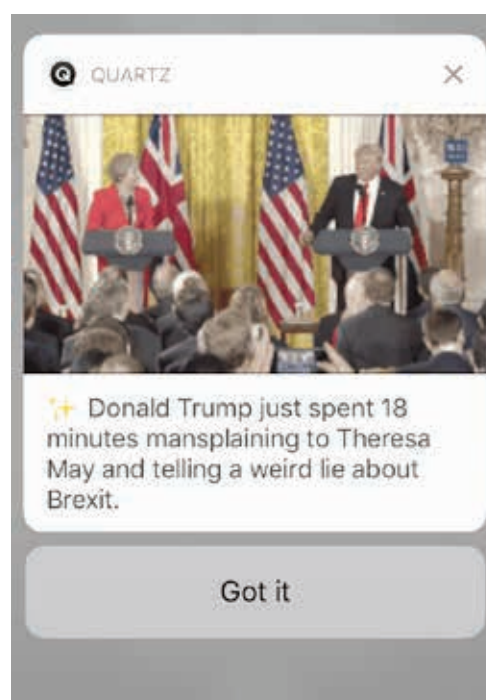 QUARTZ
✨ Donald Trump just spent 18
minutes mansplaining to Theresa
May and telling a weird lie about
Brexit.
Got it